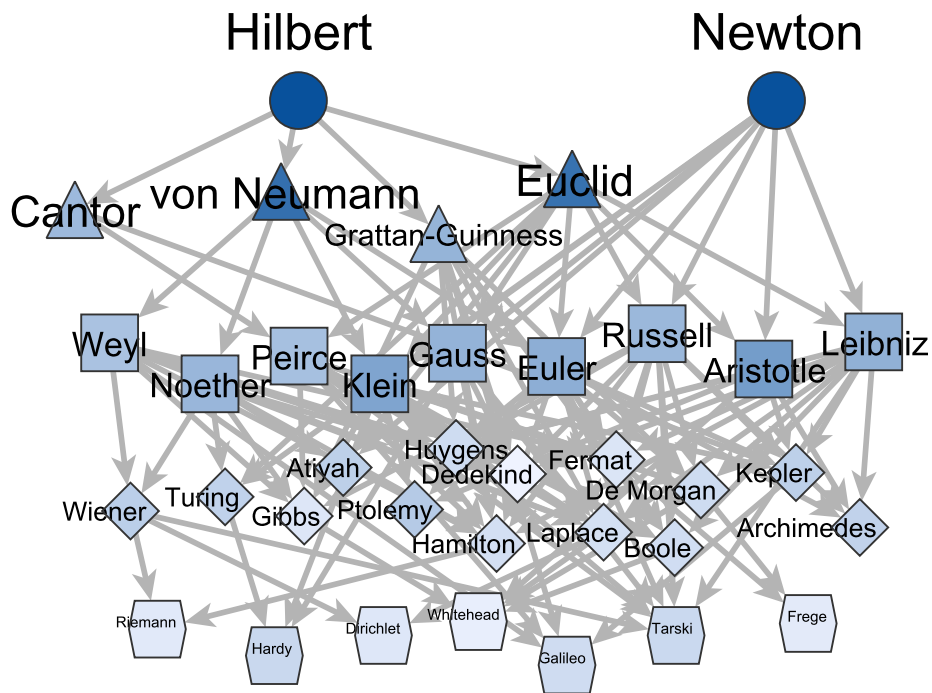 Hilbert
Newton
Cantor
von Neumann
Euclid
Grattan-Guinness
Weyl
Noether
Peirce
Klein
Gauss
Euler
Russell
Aristotle
Leibniz
Wiener
Turing
Gibbs
Atiyah
Ptolemy
Huygens
Dedekind
Hamilton
Fermat
Laplace
De Morgan
Boole
Kepler
Archimedes
Riemann
Hardy
Dirichlet
Whitehead
Galileo
Tarski
Frege